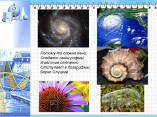 Потому-то словно пена,
Опадают наши рифмы
И величие степенно
Отступает в логарифмы.
Борис Слуцкий